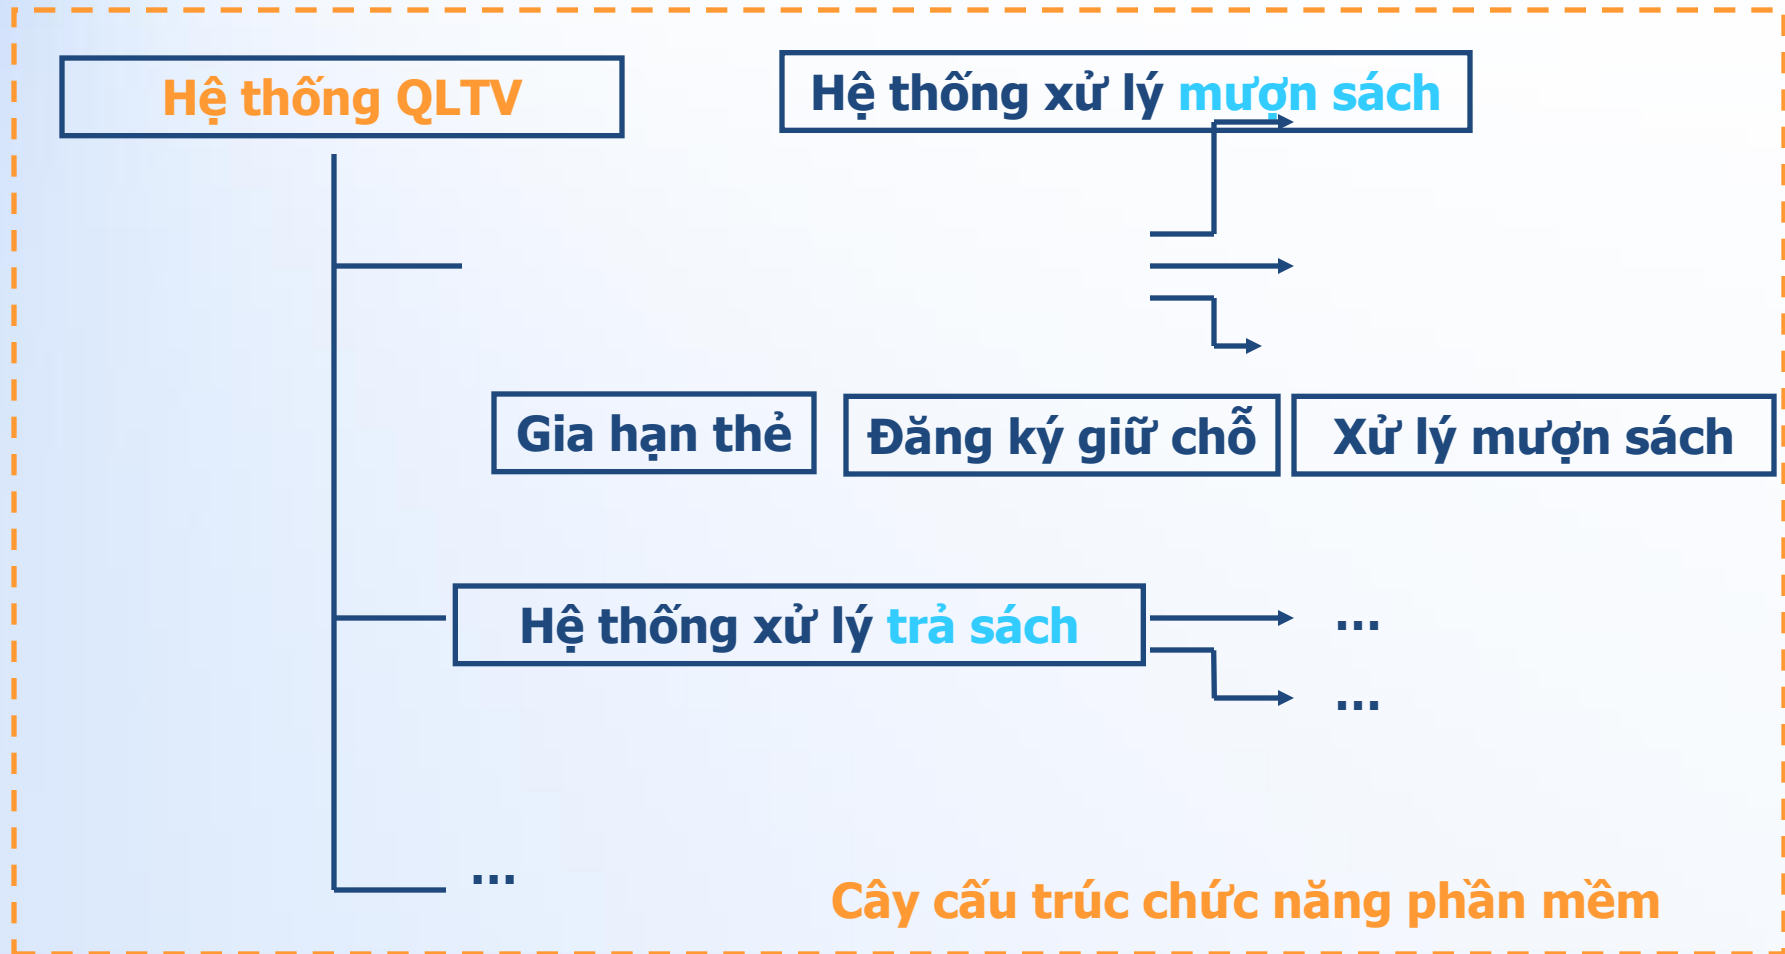 Hệ thống QLTV
Hệ thống xử lý mượn sách
Gia hạn thẻ
Đăng ký giữ chỗ
Xử lý mượn sách
Hệ thống xử lý trả sách
...
...
...
Cây cấu trúc chức năng phần mềm